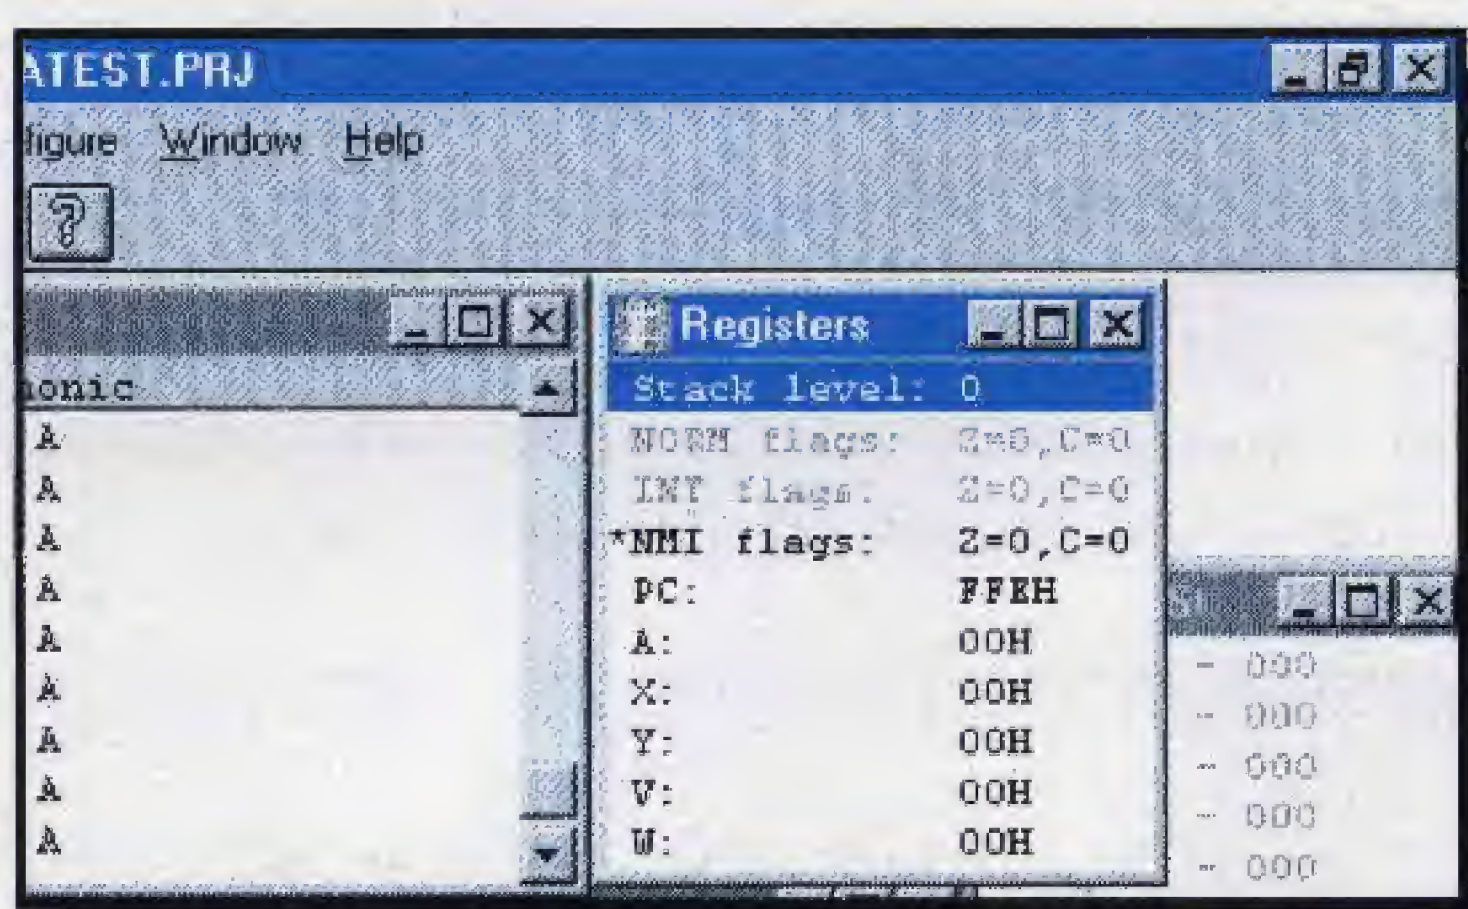 ATEST.PRJ
figure Window Help
?
Registers
onic
Stack level: 0
A
NORM flags: Z=0,C=0
A
INT flags: Z=0,C=0
A
*NMI flags: Z=0,C=0
A
PC: FFEH
A
A: 00H
- 000
A
X: 00H
- 000
A
Y: 00H
- 000
A
V: 00H
- 000
A
W: 00H
- 000